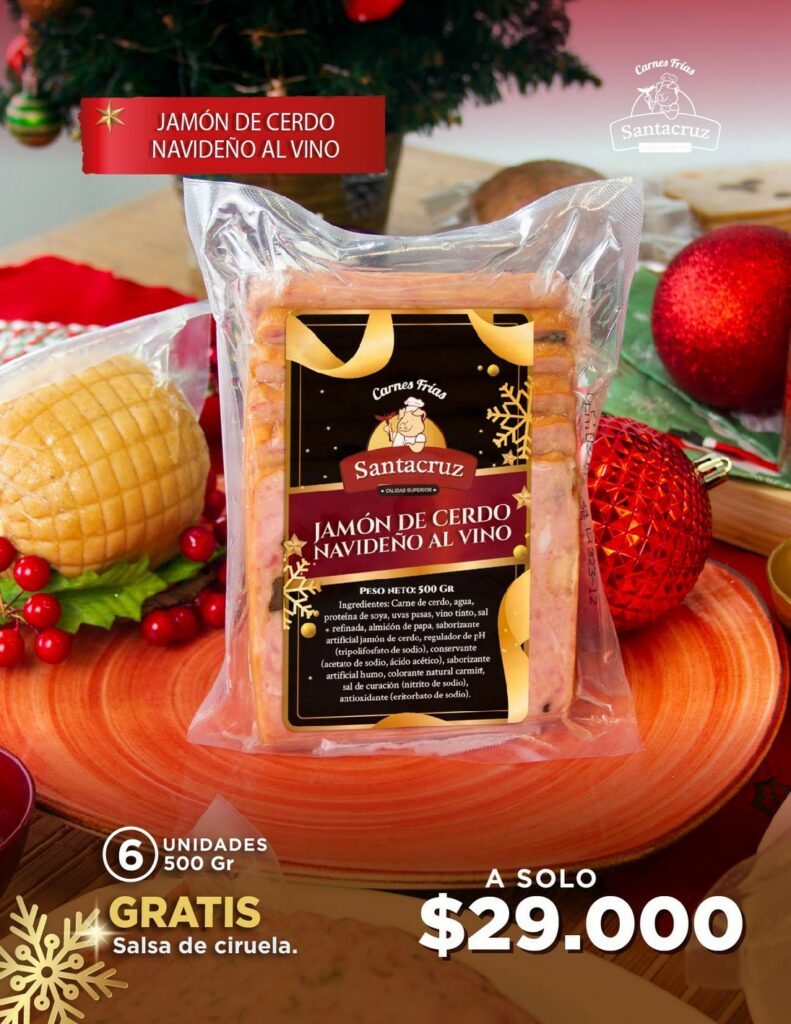 Carnes Frías
Santacruz
JAMÓN DE CERDO
NAVIDEÑO AL VINO
Carnes Frías
Santacruz
• CALIDAD SUPERIOR •
JAMÓN DE CERDO
NAVIDEÑO AL VINO
PESO NETO: 500 Gr
Ingredientes: Carne de cerdo, agua,
proteína de soya, uvas pasas, vino tinto, sal
refinada, almidón de papa, saborizante
artificial jamón de cerdo, regulador de pH
(tripolifosfato de sodio), conservante
(acetato de sodio, ácido acético), saborizante
artificial humo, colorante natural carmín,
sal de curación (nitrito de sodio),
antioxidante (eritorbato de sodio).
6 UNIDADES
500 Gr
GRATIS
Salsa de ciruela.
A SOLO
$29.000